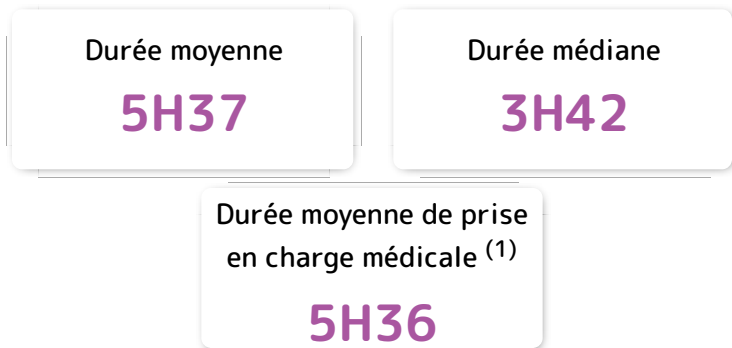 Durée moyenne
5H37
Durée médiane
3H42
Durée moyenne de prise
en charge médicale (1)
5H36